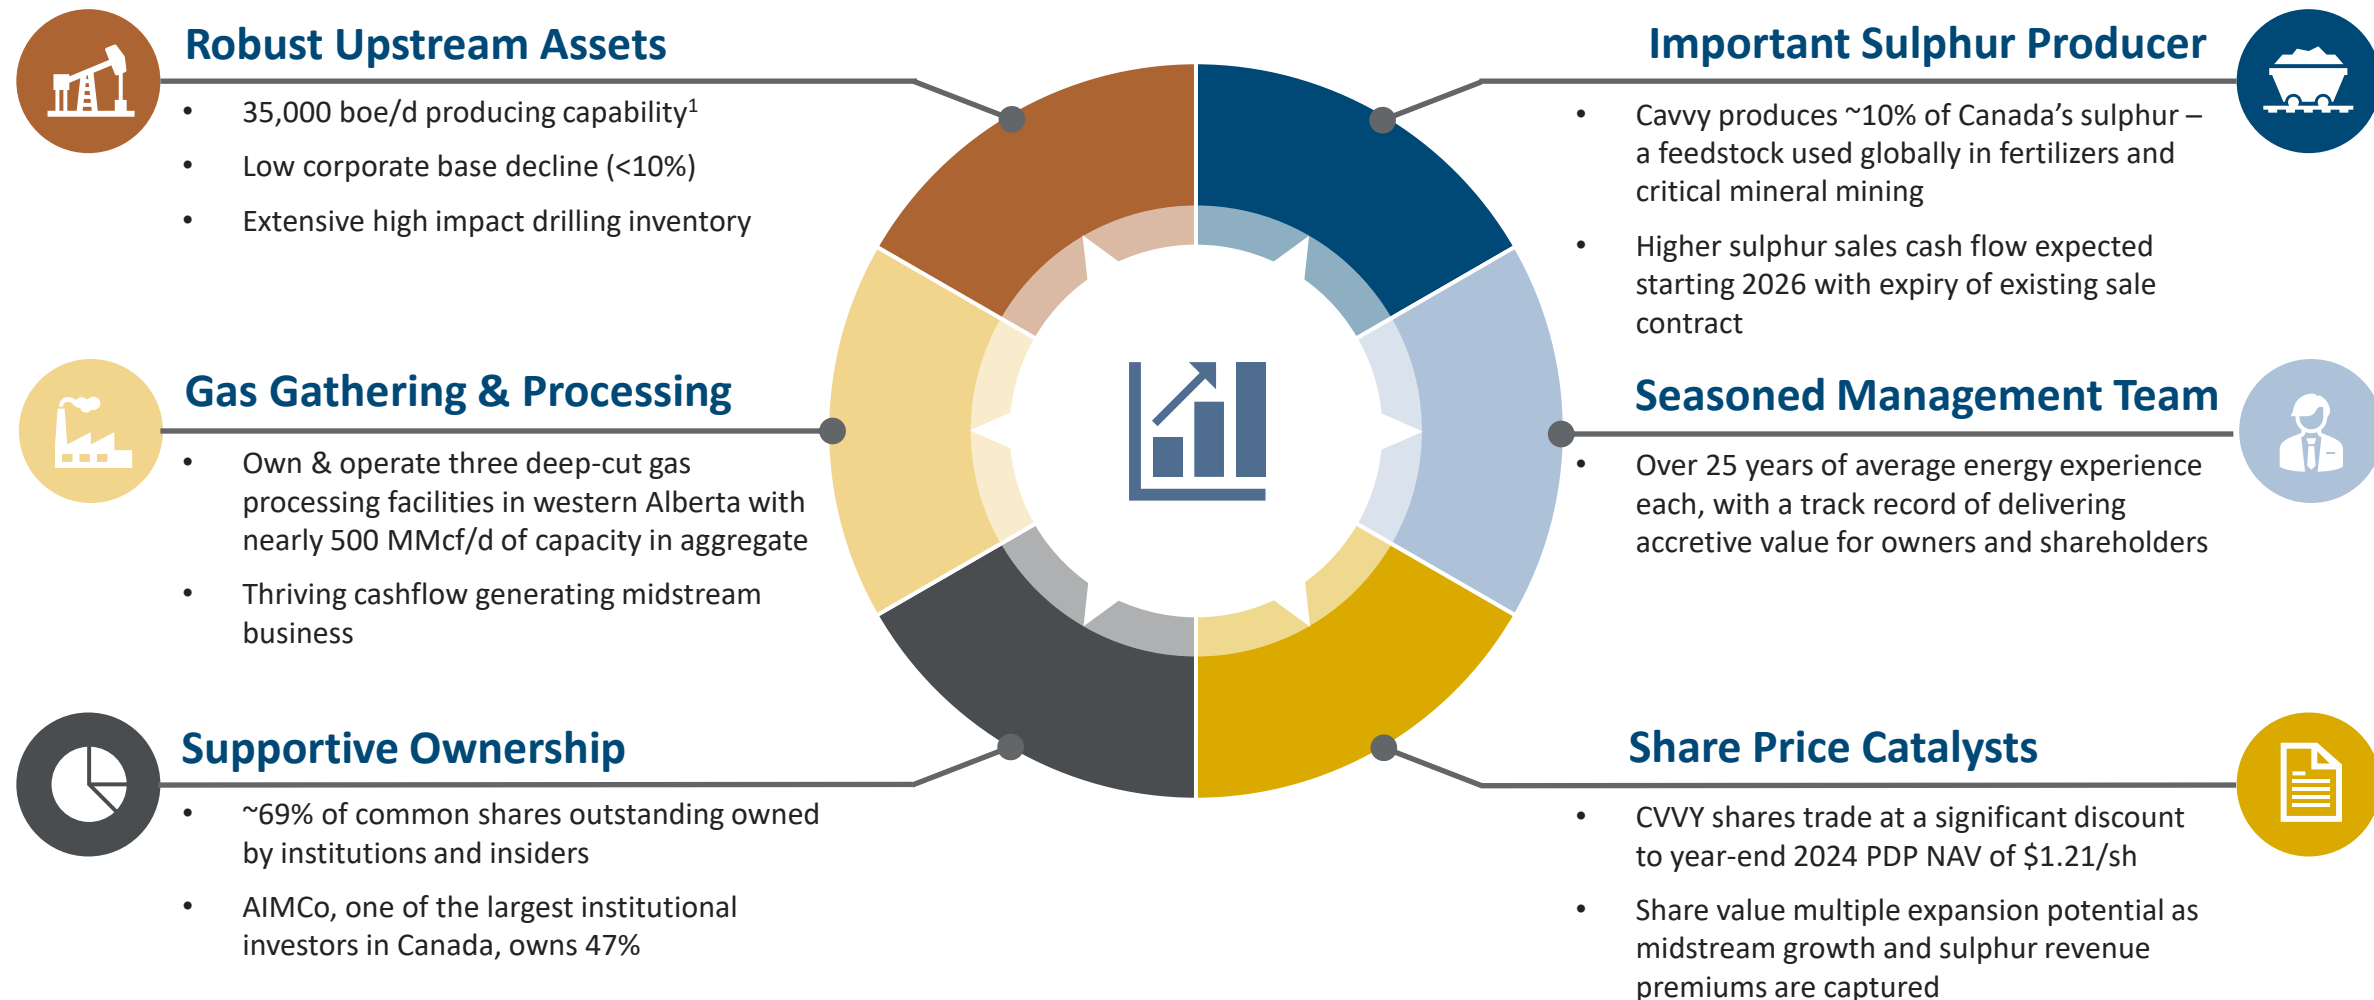 Robust Upstream Assets
• 35,000 boe/d producing capability1
• Low corporate base decline (<10%)
• Extensive high impact drilling inventory
Gas Gathering & Processing
• Own & operate three deep-cut gas
processing facilities in western Alberta with
nearly 500 MMcf/d of capacity in aggregate
• Thriving cashflow generating midstream
business
Supportive Ownership
• ~69% of common shares outstanding owned
by institutions and insiders
• AIMCo, one of the largest institutional
investors in Canada, owns 47%
Important Sulphur Producer
• Cavvy produces ~10% of Canada’s sulphur –
a feedstock used globally in fertilizers and
critical mineral mining
• Higher sulphur sales cash flow expected
starting 2026 with expiry of existing sale
contract
Seasoned Management Team
• Over 25 years of average energy experience
each, with a track record of delivering
accretive value for owners and shareholders
Share Price Catalysts
• CVVY shares trade at a significant discount
to year-end 2024 PDP NAV of $1.21/sh
• Share value multiple expansion potential as
midstream growth and sulphur revenue
premiums are captured